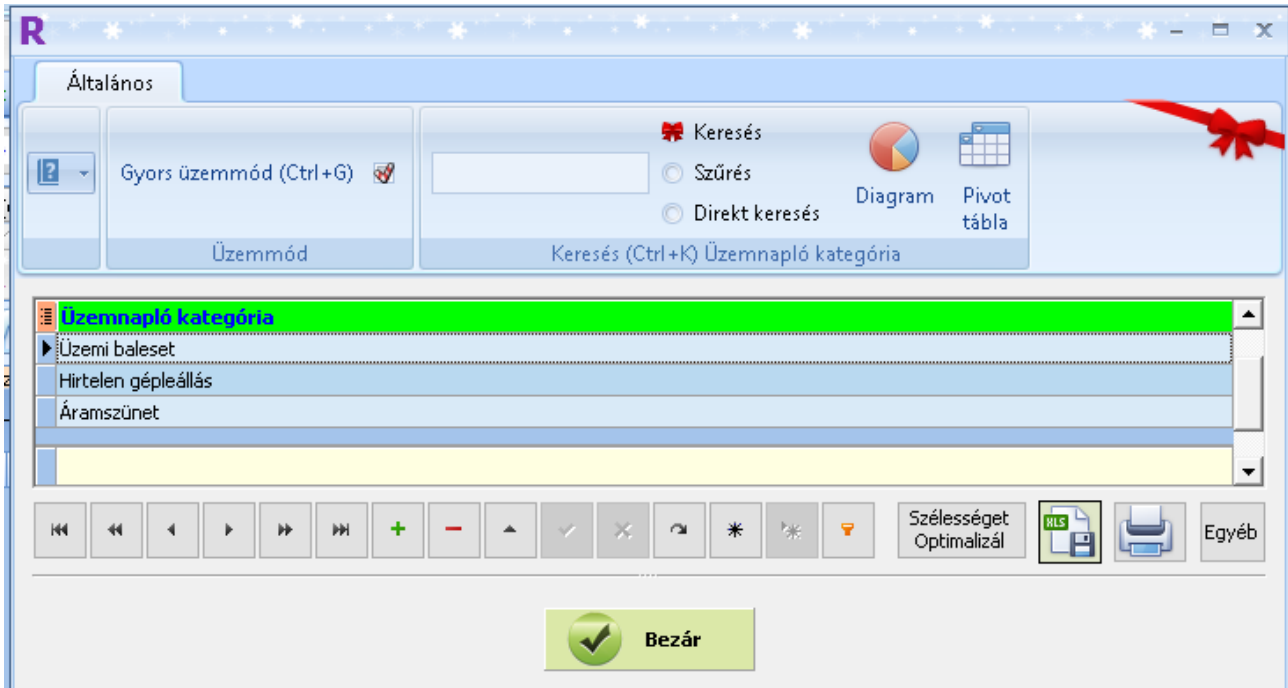 R
Általános
Gyors üzemmód (Ctrl+G)
Üzemmód
Keresés
Szűrés
Direkt keresés
Diagram
Pivot
tábla
Keresés (Ctrl+K) Üzemnapló kategória
Üzemnapló kategória
Üzemi baleset
Hirtelen gépleállás
Áramszünet
Szélességet
Optimalizál
XLS
Egyéb
Bezár